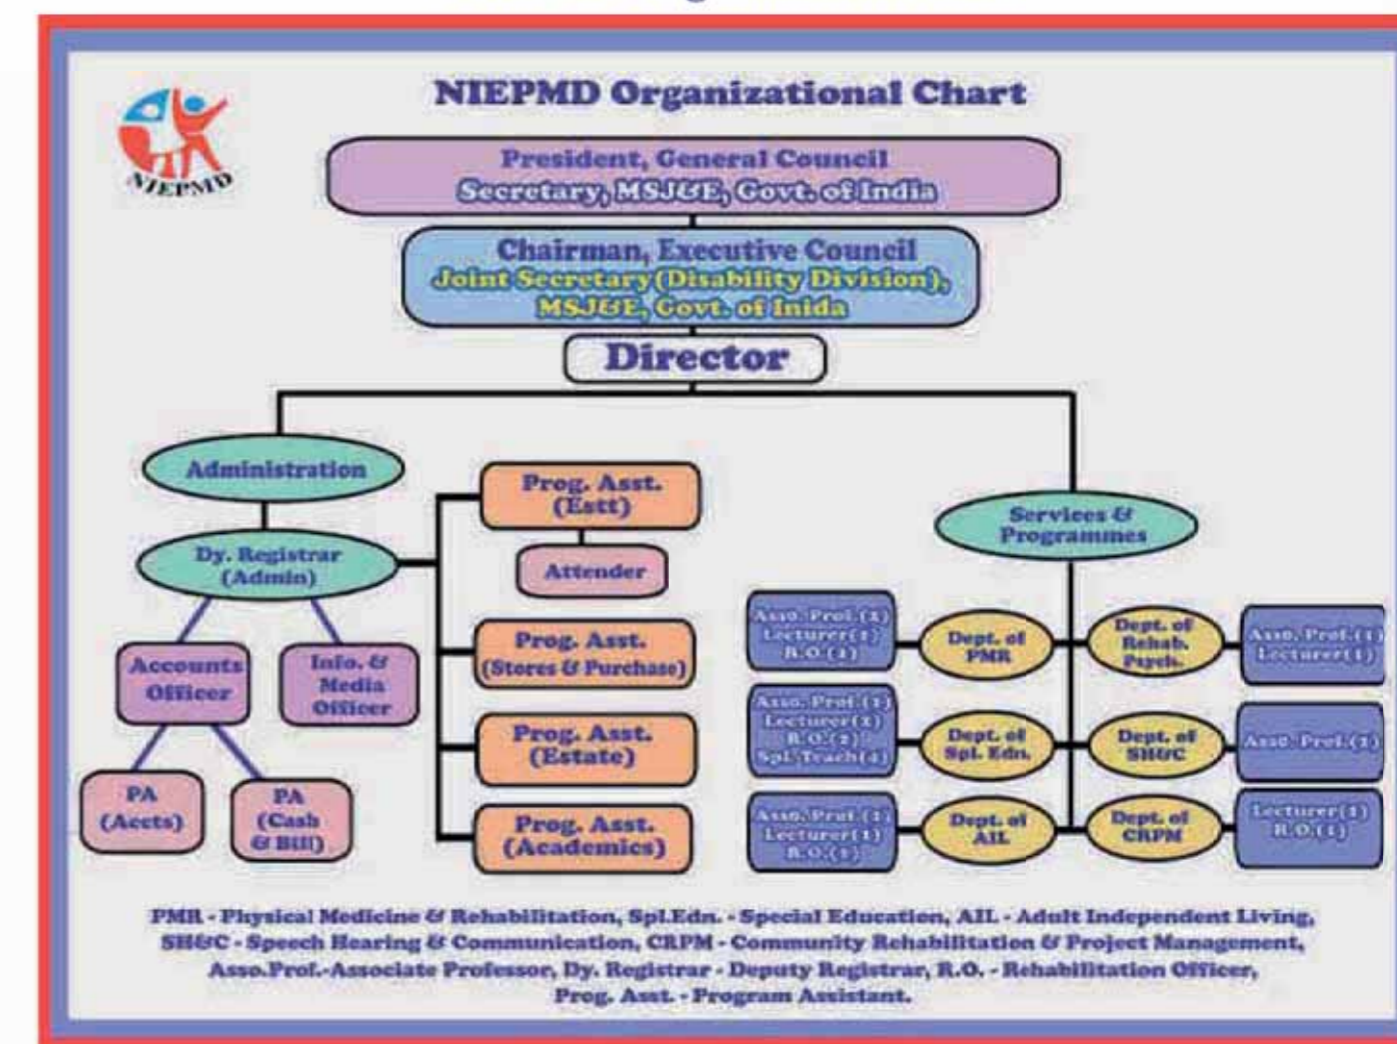 NIEPMD Organizational Chart
NIEPMD
President, General Council
Secretary, MSJ&E, Govt. of India
Chairman, Executive Council
Joint Secretary(Disability Division),
MSJ&E, Govt. of Inida
Director
Administration
Dy. Registrar
(Admin)
Accounts
Officer
Info. &
Media
Officer
PA
(Accts)
PA
(Cash
& Bill)
Prog. Asst.
(Estt)
Attender
Prog. Asst.
(Stores & Purchase)
Prog. Asst.
(Estate)
Prog. Asst.
(Academics)
Services &
Programmes
Asso. Prof.
Lecturer(1)
R.O.
Dept. of
PMR
Dept. of
Rehab.
Psych.
Asso. Prof.(1)
Lecturer(1)
Asso. Prof.(1)
Lecturer
R.O.
Spl. Teach
Dept. of
Spl. Edn.
Dept. of
SH&C
Asso. Prof.
Asso. Prof.
Lecturer(1)
R.O.
Dept. of
AIL
Dept. of
CRPM
Lecturer(1)
R.O.(1)
PMR - Physical Medicine & Rehabilitation, Spl.Edn. - Special Education, AIL - Adult Independent Living,
SH&C - Speech Hearing & Communication, CRPM - Community Rehabilitation & Project Management,
Asso.Prof.-Associate Professor, Dy. Registrar - Deputy Registrar, R.O. - Rehabilitation Officer,
Prog. Asst. - Program Assistant.